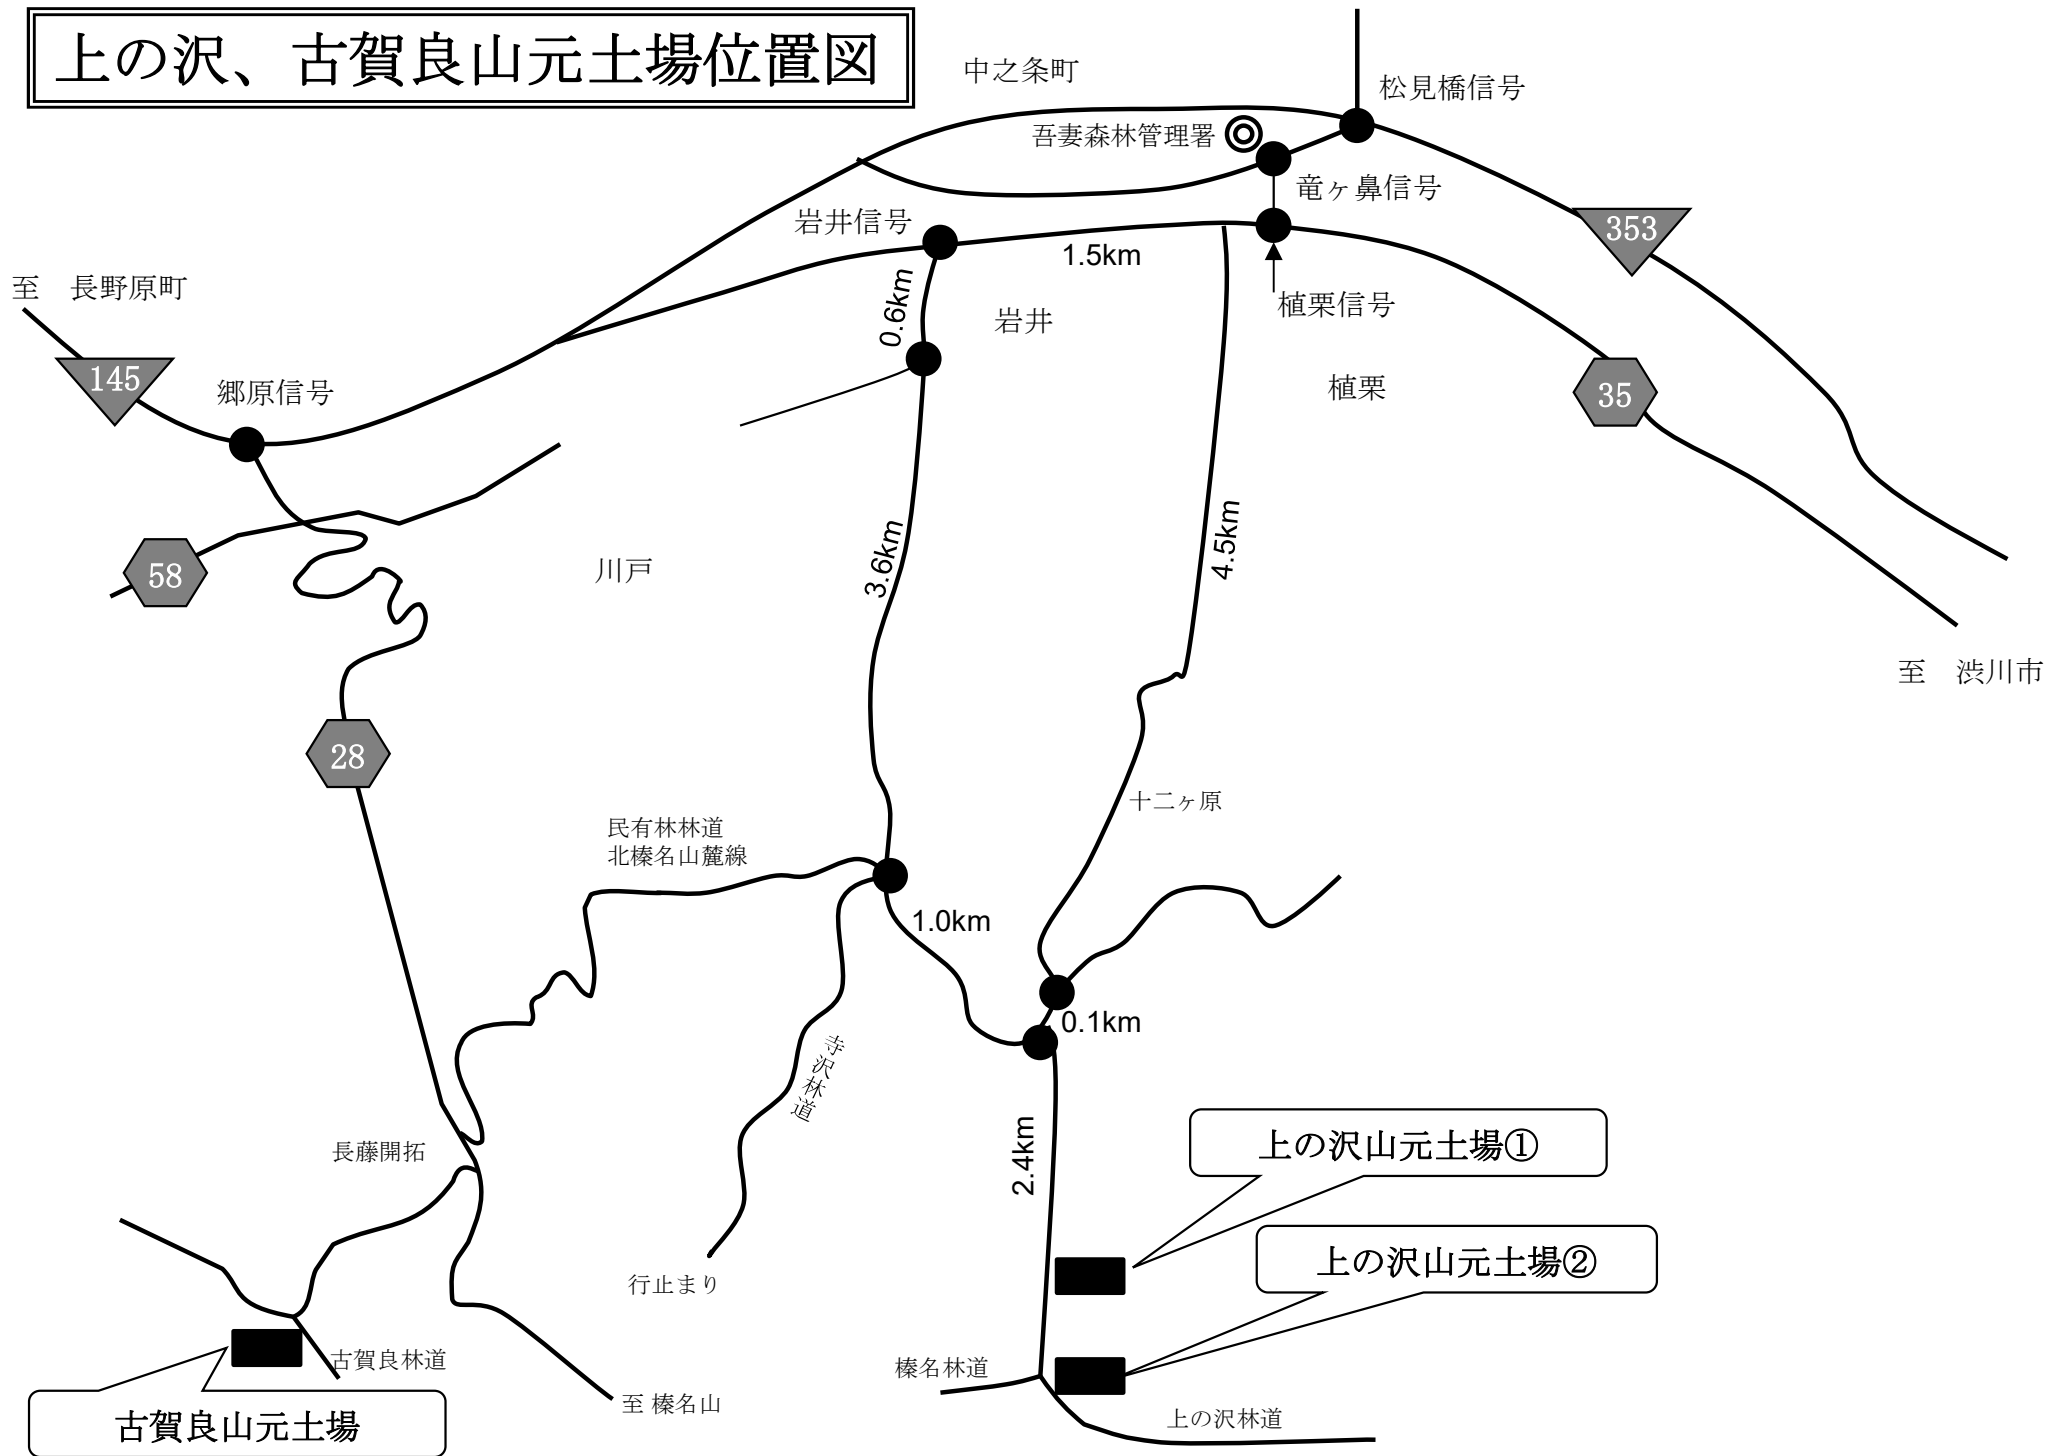 上の沢、古賀良山元土場位置図
中之条町
松見橋信号
吾妻森林管理署
竜ヶ鼻信号
岩井信号
353
1.5km
至　長野原町
0.6km
植栗信号
岩井
145
郷原信号
植栗
35
4.5km
3.6km
58
川戸
至　渋川市
28
十二ヶ原
民有林林道
北榛名山麓線
1.0km
0.1km
寺沢林道
長藤開拓
2.4km
上の沢山元土場①
上の沢山元土場②
行止まり
古賀良林道
榛名林道
至 榛名山
上の沢林道
古賀良山元土場